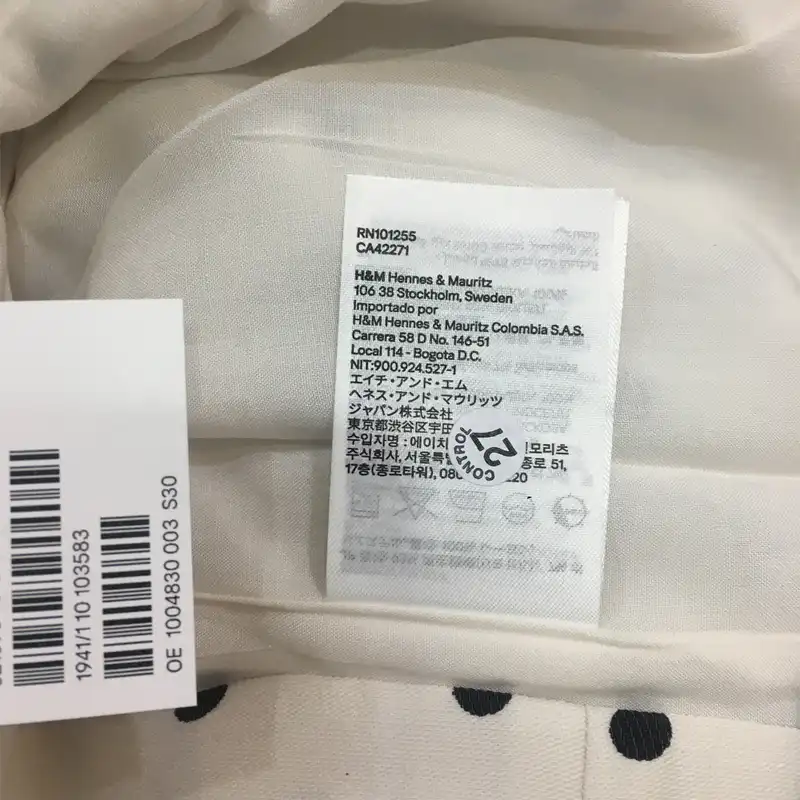 RN101255
CA42271
H&M Hennes & Mauritz
106 38 Stockholm, Sweden
Importado por
H&M Hennes & Mauritz Colombia S.A.S.
Carrera 58 D No. 146-51
Local 114 - Bogota D.C.
NIT:900.924.527-1
エイチ・アンド・エム
ヘネス・アンド・マウリッツ
ジャパン株式会社
東京都渋谷区宇田
수입자명 : 에이치 모리츠
주식회사, 서울특 종로 51,
17층(종로타워), 08 20
CONTROL
27
1941/110 103583
OE 1004830 003 S30